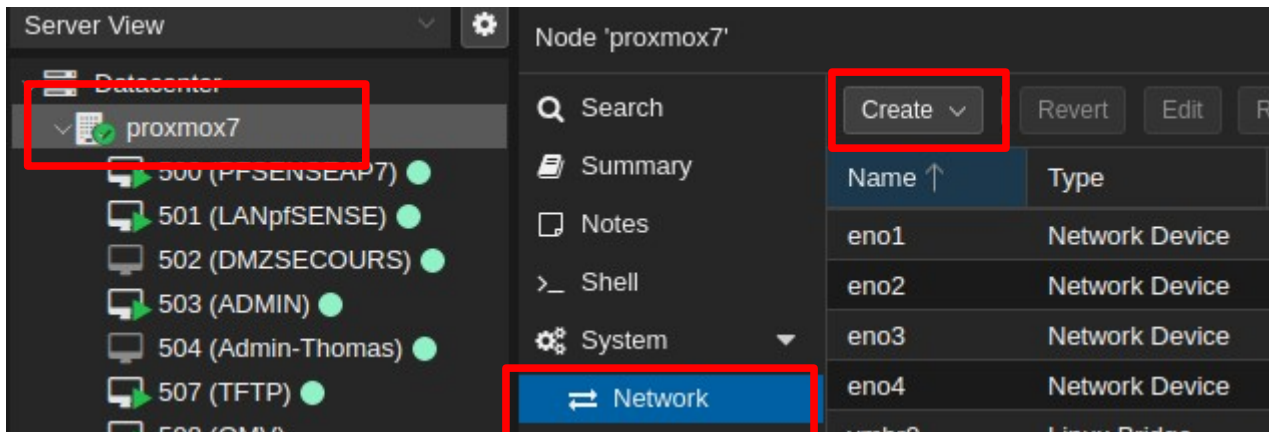 Server View
Datacenter
proxmox7
500 (PFSENSEAP7)
501 (LANpfSENSE)
502 (DMZSECOURS)
503 (ADMIN)
504 (Admin-Thomas)
507 (TFTP)
Node 'proxmox7'
Search
Summary
Notes
>_ Shell
System
Network
Create Revert Edit R
Name ↑ Type
eno1 Network Device
eno2 Network Device
eno3 Network Device
eno4 Network Device
Linux Bridge